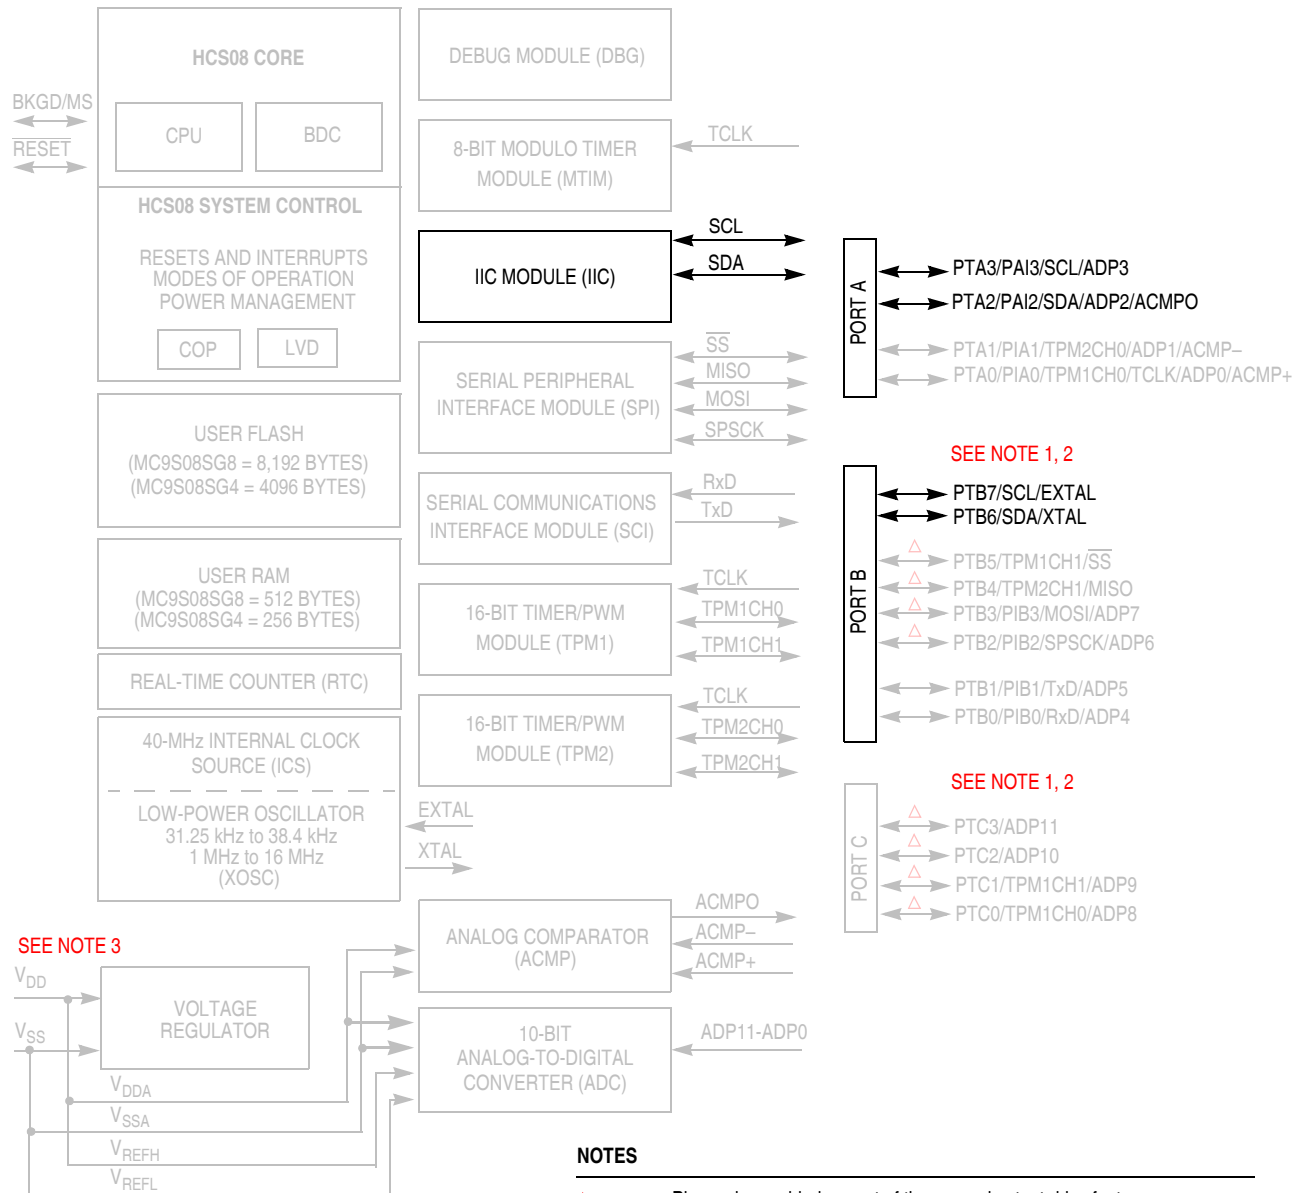 HCS08 CORE
CPU
BDC
BKGD/MS
RESET
HCS08 SYSTEM CONTROL
RESETS AND INTERRUPTS
MODES OF OPERATION
POWER MANAGEMENT
COP
LVD
USER FLASH
(MC9S08SG8 = 8,192 BYTES)
(MC9S08SG4 = 4096 BYTES)
USER RAM
(MC9S08SG8 = 512 BYTES)
(MC9S08SG4 = 256 BYTES)
REAL-TIME COUNTER (RTC)
40-MHz INTERNAL CLOCK
SOURCE (ICS)
LOW-POWER OSCILLATOR
31.25 kHz to 38.4 kHz
1 MHz to 16 MHz
(XOSC)
EXTAL
XTAL
SEE NOTE 3
VDD
VSS
VOLTAGE
REGULATOR
VDDA
VSSA
VREFH
VREFL
DEBUG MODULE (DBG)
8-BIT MODULO TIMER
MODULE (MTIM)
TCLK
IIC MODULE (IIC)
SCL
SDA
SERIAL PERIPHERAL
INTERFACE MODULE (SPI)
SS
MISO
MOSI
SPSCK
SERIAL COMMUNICATIONS
INTERFACE MODULE (SCI)
RxD
TxD
16-BIT TIMER/PWM
MODULE (TPM1)
TCLK
TPM1CH0
TPM1CH1
16-BIT TIMER/PWM
MODULE (TPM2)
TCLK
TPM2CH0
TPM2CH1
ANALOG COMPARATOR
(ACMP)
ACMPO
ACMP–
ACMP+
10-BIT
ANALOG-TO-DIGITAL
CONVERTER (ADC)
ADP11-ADP0
PORT A
PTA3/PAI3/SCL/ADP3
PTA2/PAI2/SDA/ADP2/ACMPO
PTA1/PIA1/TPM2CH0/ADP1/ACMP–
PTA0/PIA0/TPM1CH0/TCLK/ADP0/ACMP+
SEE NOTE 1, 2
PORT B
PTB7/SCL/EXTAL
PTB6/SDA/XTAL
PTB5/TPM1CH1/SS
PTB4/TPM2CH1/MISO
PTB3/PIB3/MOSI/ADP7
PTB2/PIB2/SPSCK/ADP6
PTB1/PIB1/TxD/ADP5
PTB0/PIB0/RxD/ADP4
SEE NOTE 1, 2
PORT C
PTC3/ADP11
PTC2/ADP10
PTC1/TPM1CH1/ADP9
PTC0/TPM1CH0/ADP8
NOTES